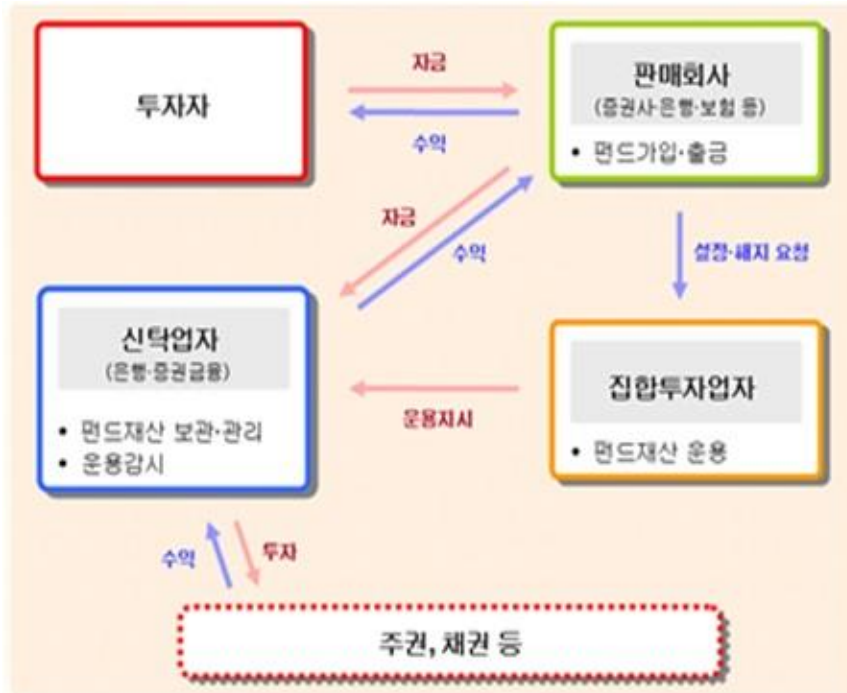 투자자
자금
수익
판매회사
(증권사·은행·보험 등)
• 펀드가입·출금
자금
수익
설정·해지 요청
신탁업자
(은행·증권금융)
• 펀드재산 보관·관리
• 운용감시
운용지시
집합투자업자
• 펀드재산 운용
수익
투자
주권, 채권 등